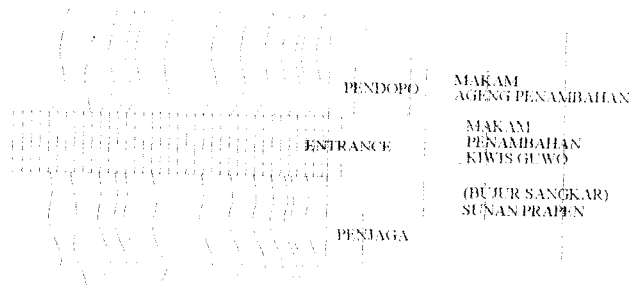 PENDOPO
MAKAM
AGENG PENAMBAHAN
ENTRANCE
MAKAM
PENAMBAHAN
KIWIS GUWO
(BUJUR SANGKAR)
SUNAN PRAPEN
PENJAGA